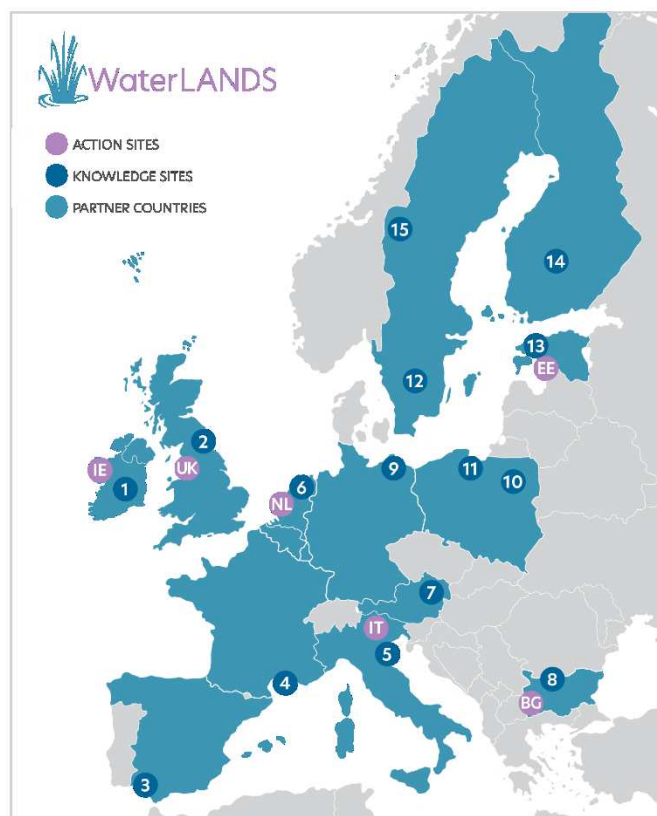 WaterLANDS
ACTION SITES
KNOWLEDGE SITES
PARTNER COUNTRIES
15
14
13
EE
12
2
IE
UK
1
6
NL
9
11
10
7
IT
5
4
8
BG
3